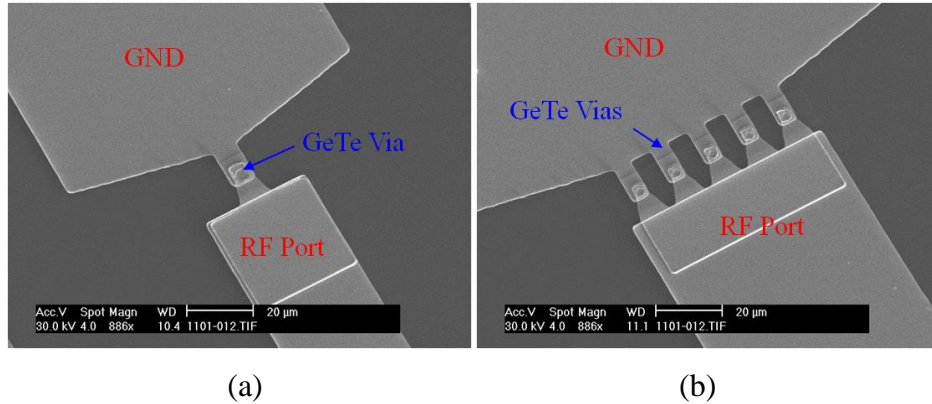 GND
GeTe Via
RF Port
Acc.V Spot Magn WD 20 µm
30.0 kV 4.0 886x 10.4 1101-012.TIF
(a)
GND
GeTe Vias
RF Port
Acc.V Spot Magn WD 20 µm
30.0 kV 4.0 886x 11.1 1101-012.TIF
(b)